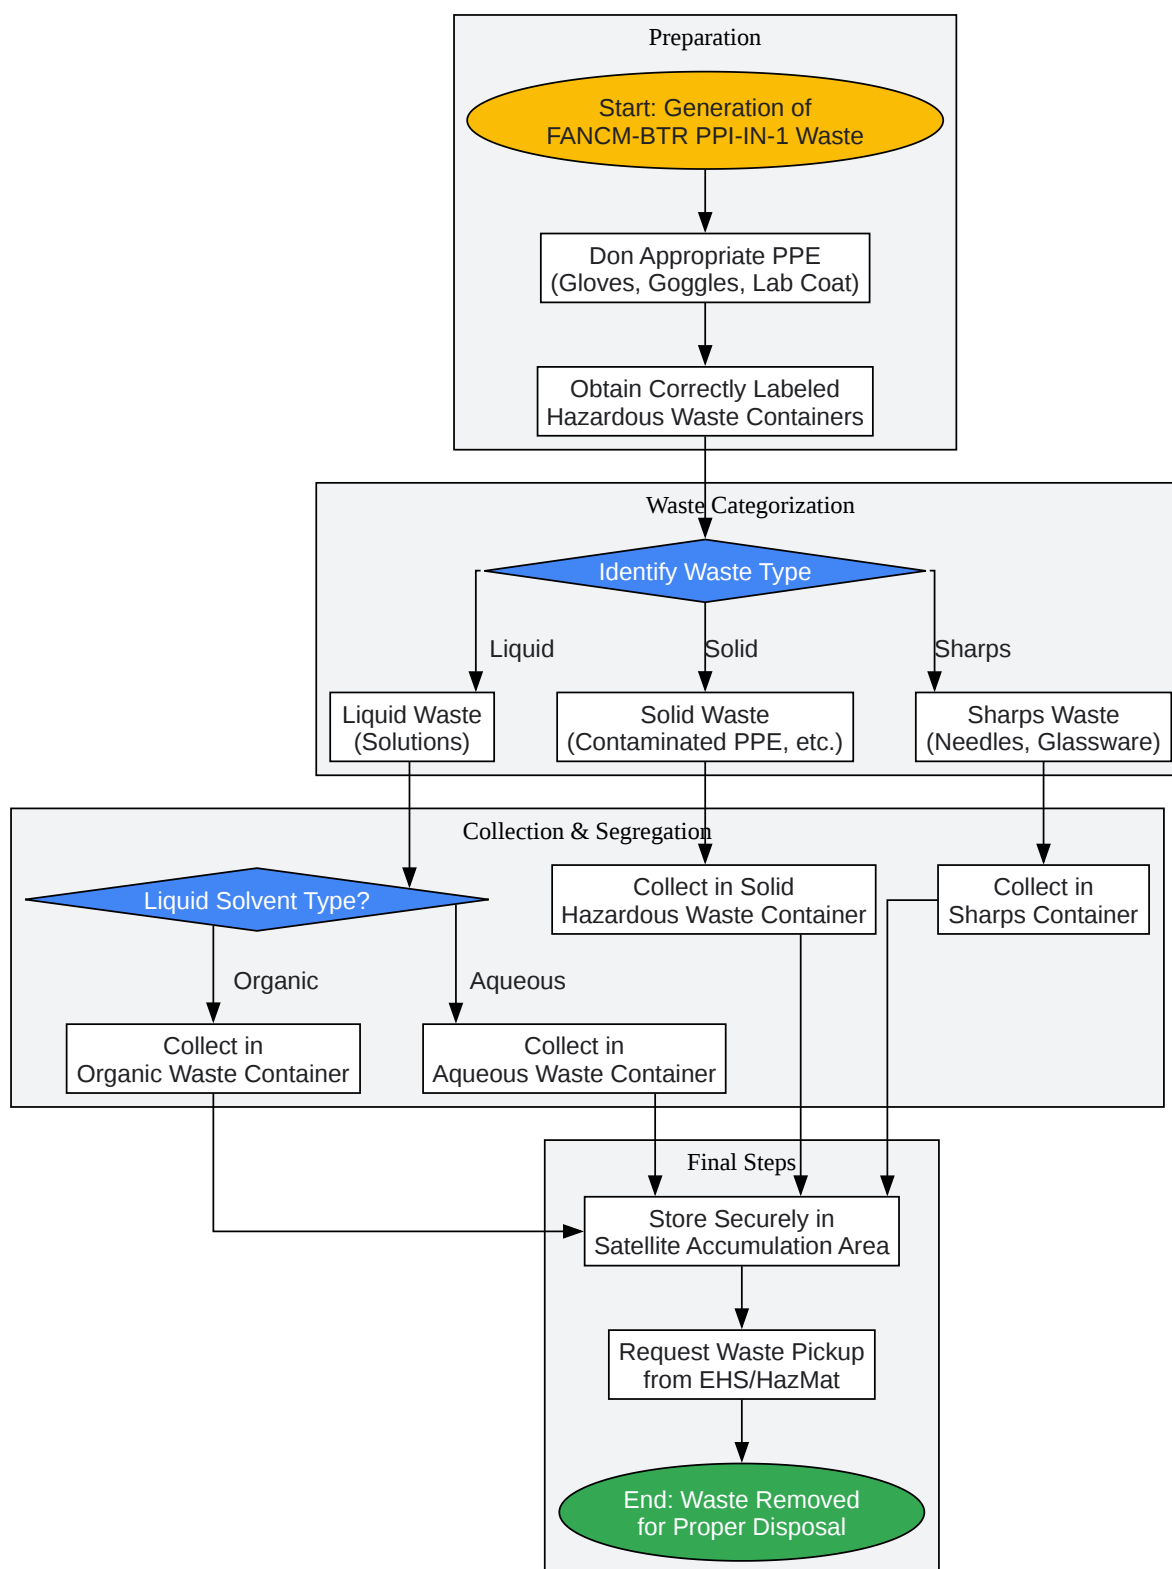 Preparation
Start: Generation of
FANCM-BTR PPI-IN-1 Waste
Don Appropriate PPE
(Gloves, Goggles, Lab Coat)
Obtain Correctly Labeled
Hazardous Waste Containers
Waste Categorization
Identify Waste Type
Liquid
Solid
Sharps
Liquid Waste
(Solutions)
Solid Waste
(Contaminated PPE, etc.)
Sharps Waste
(Needles, Glassware)
Collection & Segregation
Liquid Solvent Type?
Collect in Solid
Hazardous Waste Container
Collect in
Sharps Container
Organic
Aqueous
Collect in
Organic Waste Container
Collect in
Aqueous Waste Container
Final Steps
Store Securely in
Satellite Accumulation Area
Request Waste Pickup
from EHS/HazMat
End: Waste Removed
for Proper Disposal